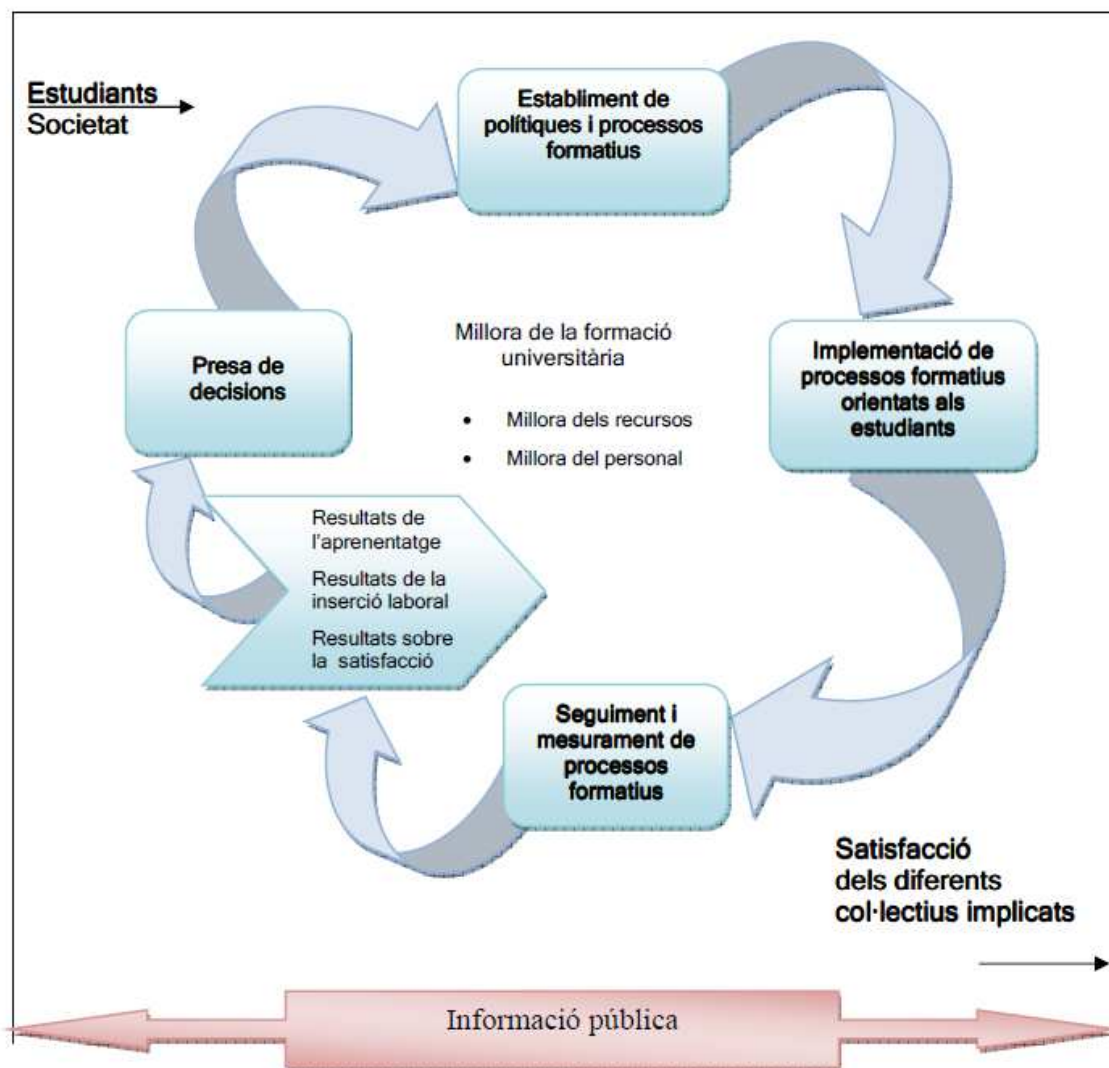 Estudiants
Societat
Establiment de
polítiques i processos
formatius
Presa de
decisions
Millora de la formació
universitària
• Millora dels recursos
• Millora del personal
Implementació de
processos formatius
orientats als
estudiants
Resultats de
l'aprenentatge
Resultats de la
inserció laboral
Resultats sobre
la satisfacció
Seguiment i
mesurament de
processos
formatius
Satisfacció
dels diferents
col·lectius implicats
Informació pública